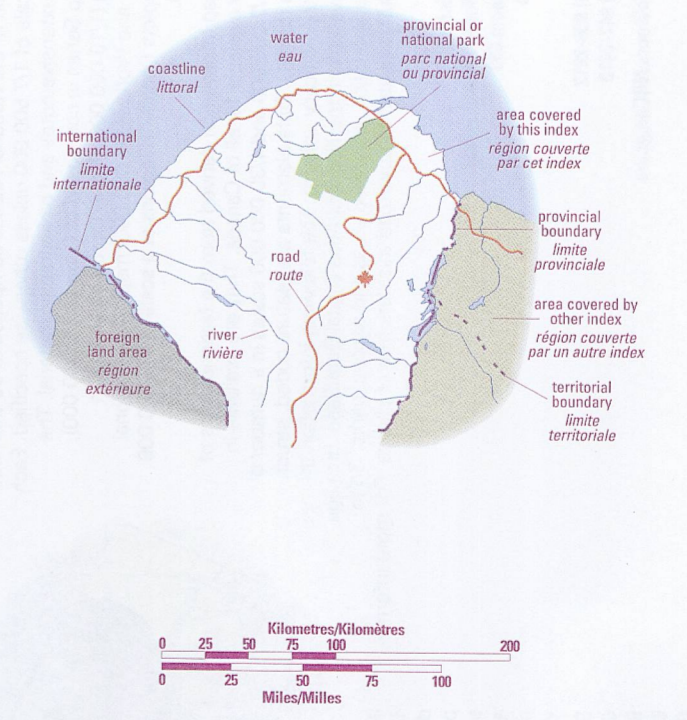 water
eau
provincial or
national park
parc national
ou provincial
coastline
littoral
area covered
by this index
région couverte
par cet index
international
boundary
limite
internationale
provincial
boundary
limite
provinciale
road
route
area covered by
other index
région couverte
par un autre index
foreign
land area
région
extérieure
river
rivière
territorial
boundary
limite
territoriale
Kilometres/Kilomètres
0 25 50 75 100 200
0 25 50 75 100
Miles/Milles